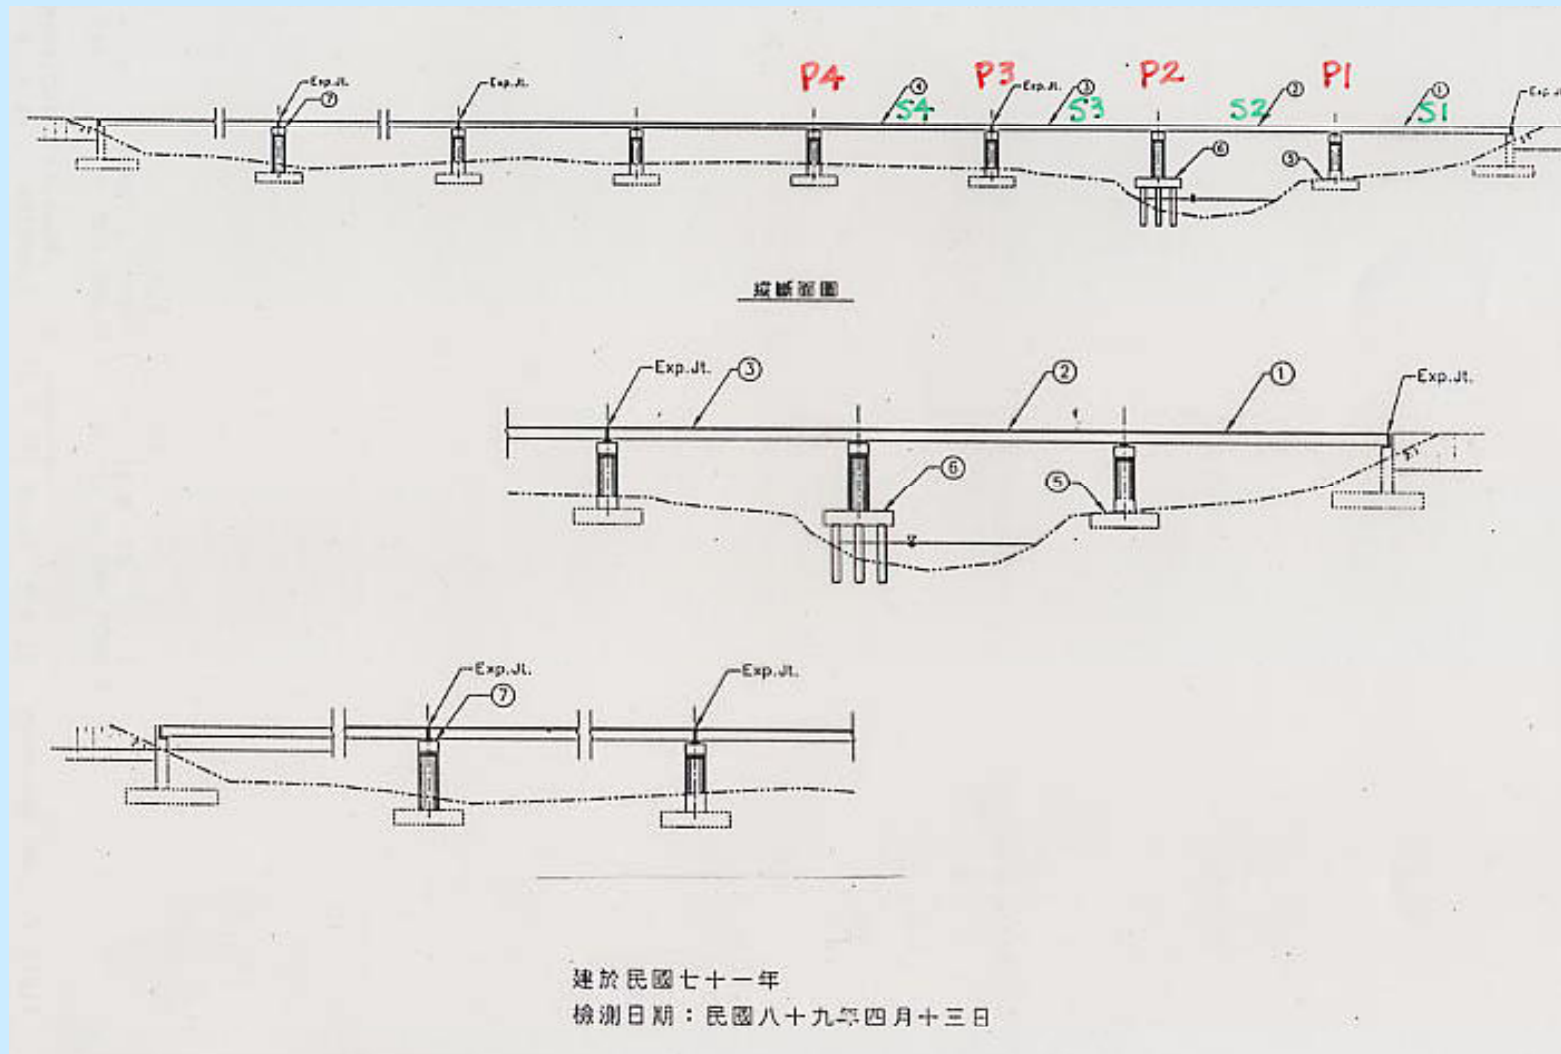 P4 P3 P2 P1
Exp.Jt. Exp.Jt. ④ Exp.Jt. ③ ② ①
⑦ S4 S3 S2 S1
⑥
⑤
縱斷面圖
Exp.Jt. ③ ② ① Exp.Jt.
⑥
⑤
Exp.Jt. Exp.Jt.
⑦
建於民國七十一年
檢測日期：民國八十九年四月十三日